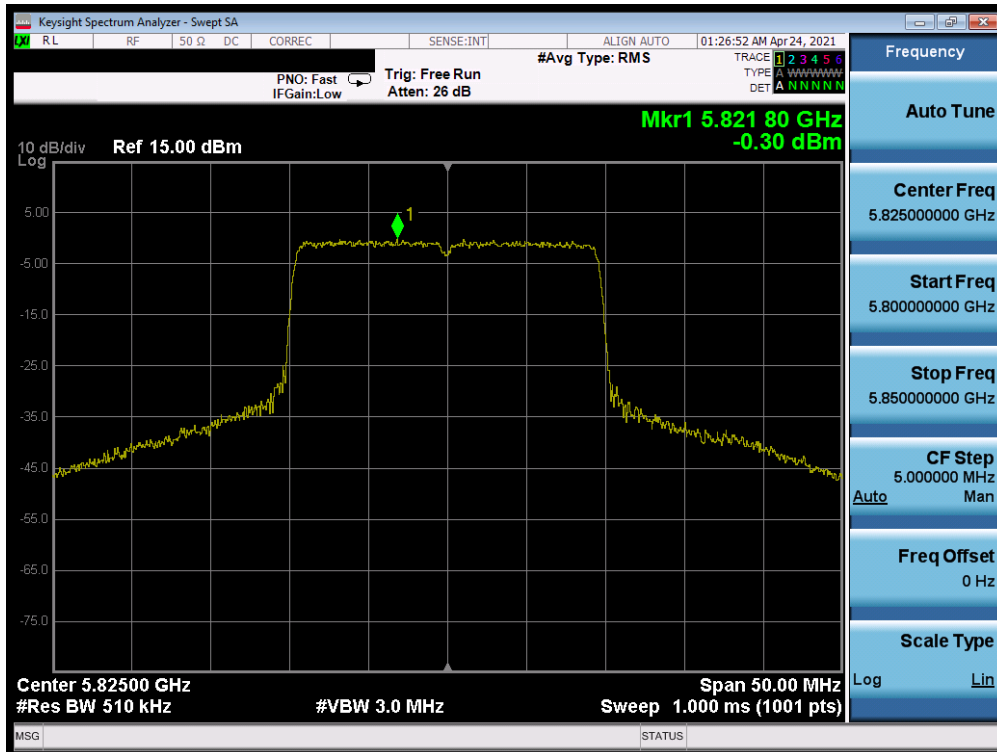 Keysight Spectrum Analyzer - Swept SA
LXI RL RF 50 Ω DC CORREC SENSE:INT ALIGN AUTO 01:26:52 AM Apr 24, 2021
#Avg Type: RMS
TRACE 1 2 3 4 5 6
TYPE A WWWWW
DET A N N N N N
PNO: Fast
IFGain:Low
Trig: Free Run
Atten: 26 dB
Mkr1 5.821 80 GHz
-0.30 dBm
10 dB/div Ref 15.00 dBm
Log
1
5.00
-5.00
-15.0
-25.0
-35.0
-45.0
-55.0
-65.0
-75.0
Center 5.82500 GHz Span 50.00 MHz
#Res BW 510 kHz #VBW 3.0 MHz Sweep 1.000 ms (1001 pts)
MSG STATUS
Frequency
Auto Tune
Center Freq
5.825000000 GHz
Start Freq
5.800000000 GHz
Stop Freq
5.850000000 GHz
CF Step
5.000000 MHz
Auto Man
Freq Offset
0 Hz
Scale Type
Log Lin